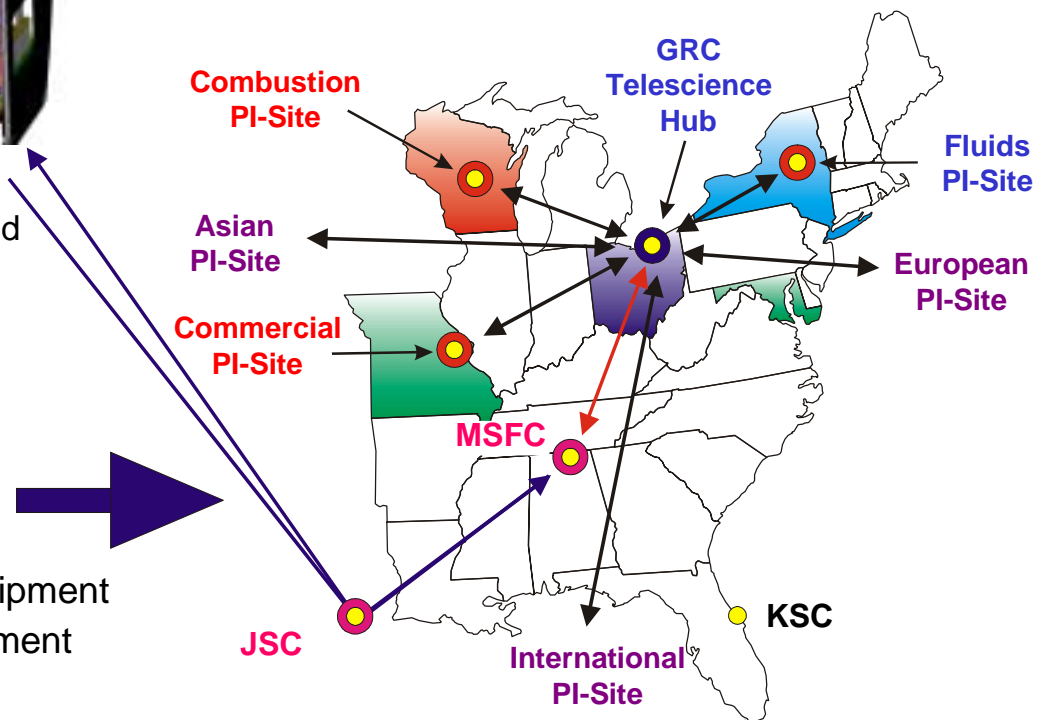 GRC
Telescience
Hub
Combustion
PI-Site
Fluids
PI-Site
Asian
PI-Site
European
PI-Site
Commercial
PI-Site
MSFC
JSC
KSC
International
PI-Site
d
ipment
ment